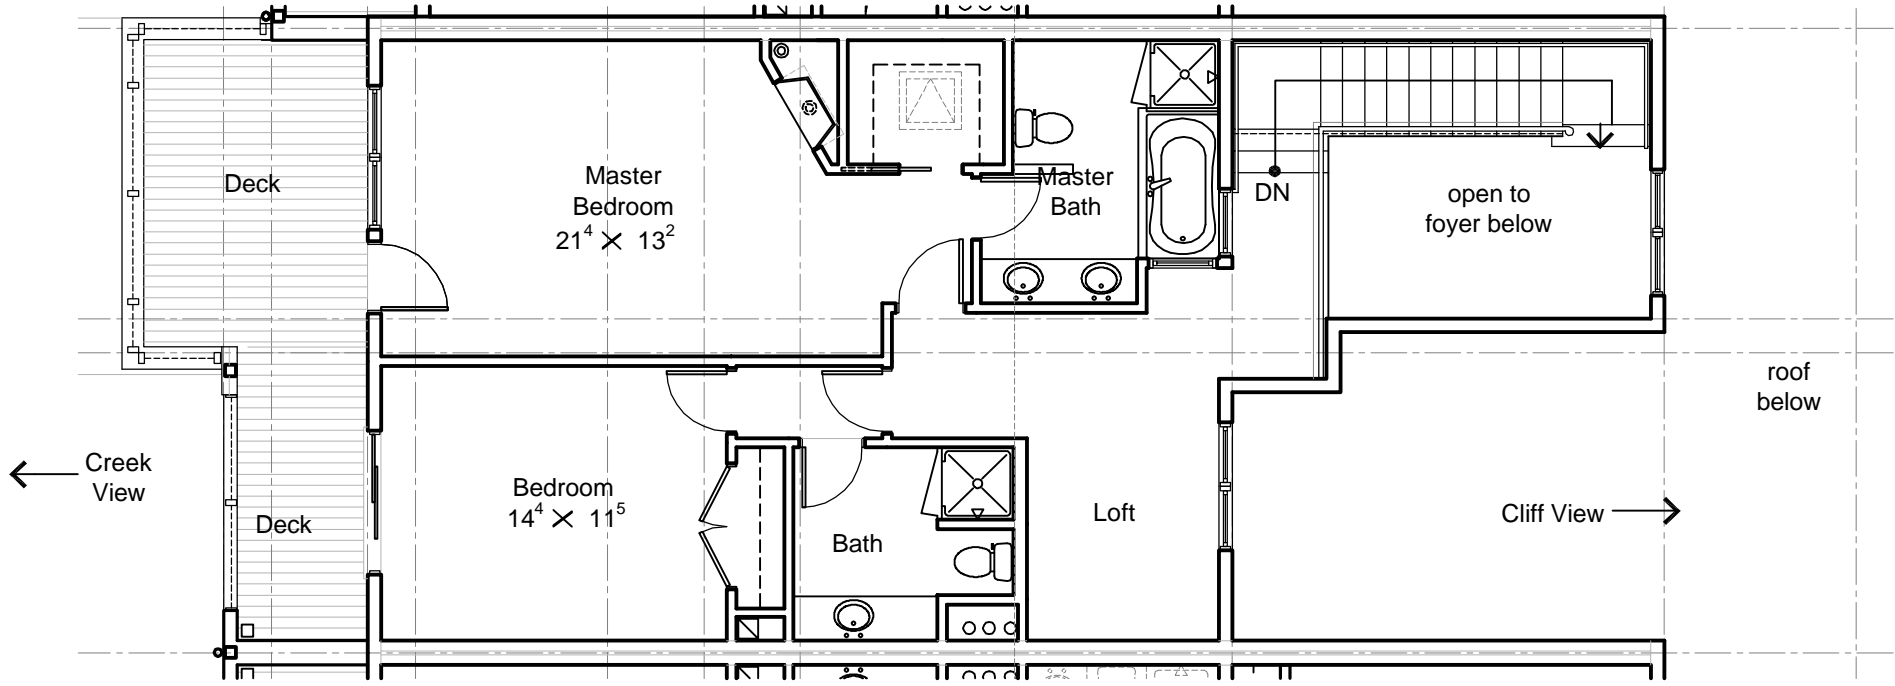 Deck
Master
Bedroom
21⁴ X 13²
Master
Bath
DN
open to
foyer below
roof
below
Creek
View
Deck
Bedroom
14⁴ X 11⁵
Bath
Loft
Cliff View